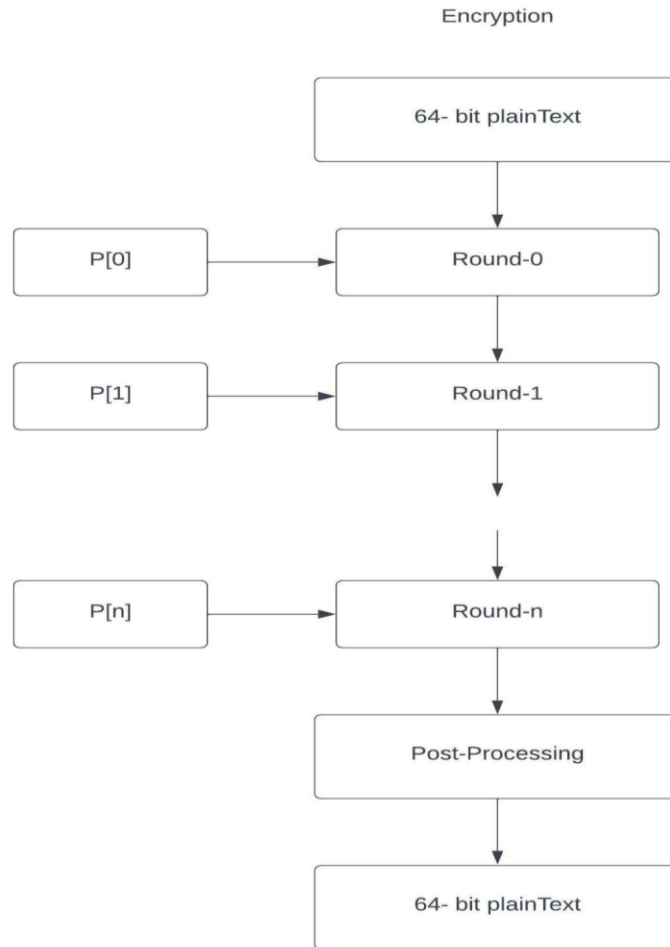 Encryption
64- bit plainText
P[0]
Round-0
P[1]
Round-1
P[n]
Round-n
Post-Processing
64- bit plainText